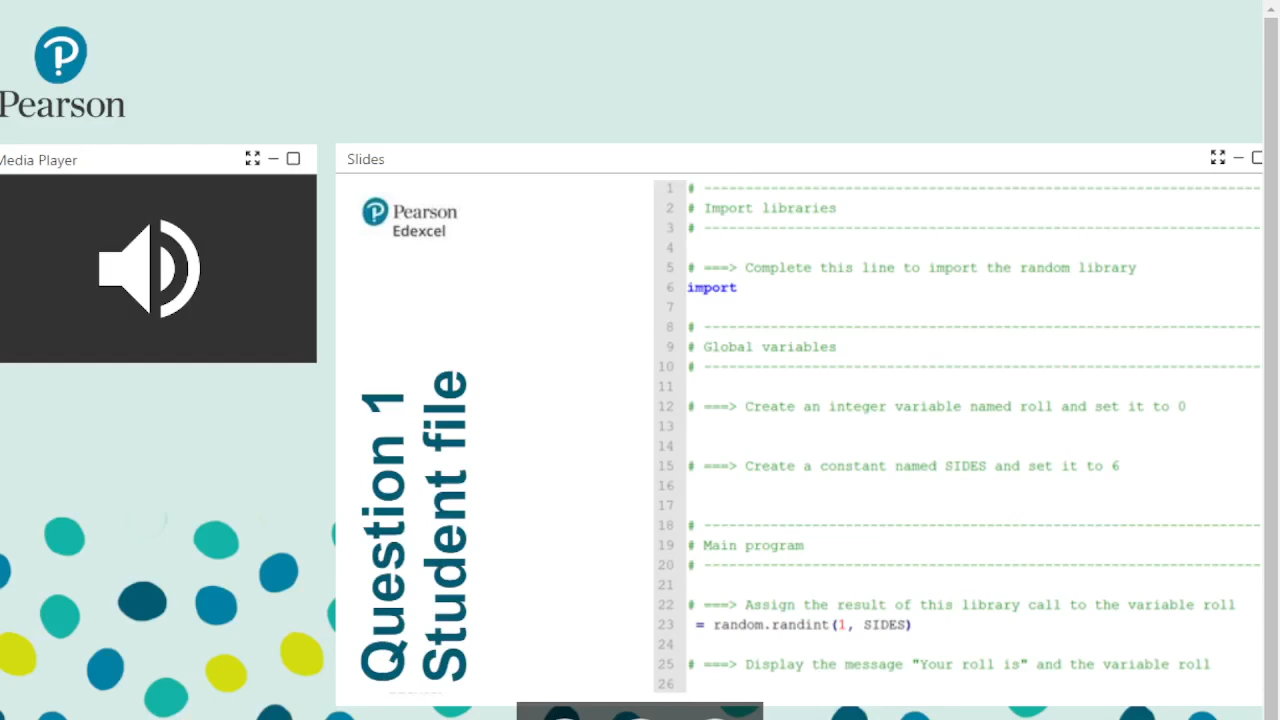 Pearson
Media Player
Slides
Pearson
Edexcel
Question 1
Student file
1 # --------------------------------------------------------------------
2 # Import libraries
3 # --------------------------------------------------------------------
4
5 # ===> Complete this line to import the random library
6 import
7
8 # --------------------------------------------------------------------
9 # Global variables
10 # --------------------------------------------------------------------
11
12 # ===> Create an integer variable named roll and set it to 0
13
14
15 # ===> Create a constant named SIDES and set it to 6
16
17
18 # --------------------------------------------------------------------
19 # Main program
20 # --------------------------------------------------------------------
21
22 # ===> Assign the result of this library call to the variable roll
23 = random.randint(1, SIDES)
24
25 # ===> Display the message "Your roll is" and the variable roll
26